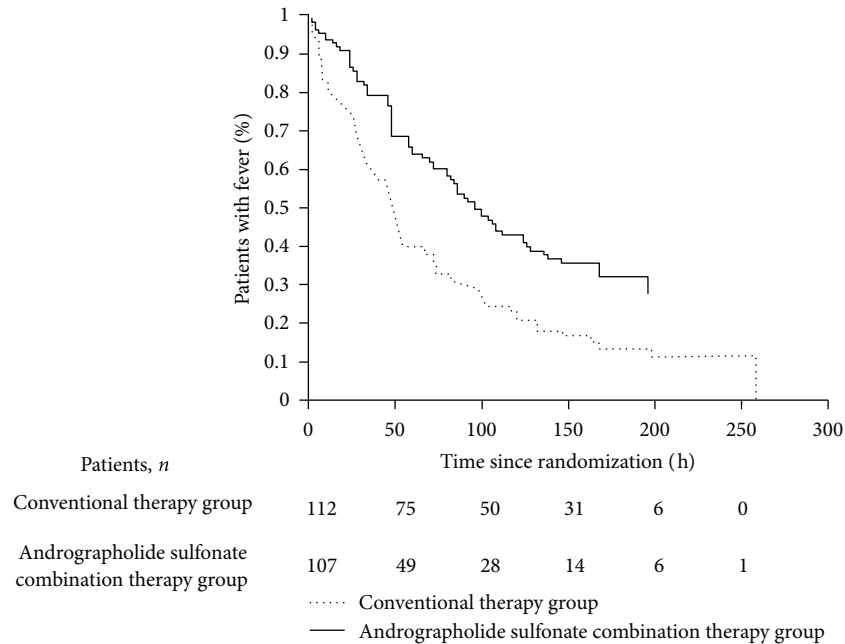 1
0.9
0.8
0.7
0.6
0.5
0.4
0.3
0.2
0.1
0
Patients with fever (%)
0 50 100 150 200 250 300
Time since randomization (h)
Patients, n
Conventional therapy group 112 75 50 31 6 0
Andrographolide sulfonate
combination therapy group 107 49 28 14 6 1
Conventional therapy group
Andrographolide sulfonate combination therapy group